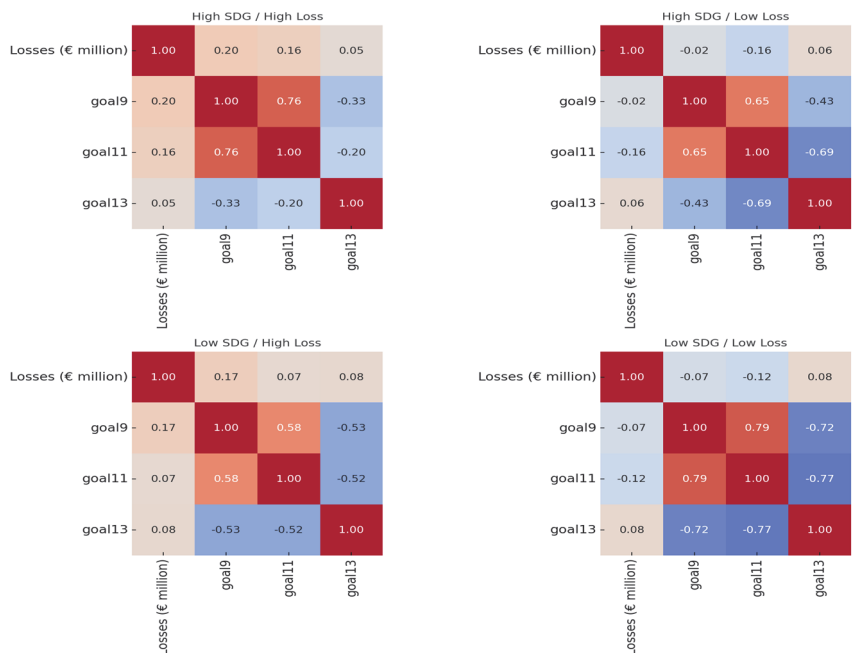 High SDG / High Loss
Losses (€ million) 1.00 0.20 0.16 0.05
goal9 0.20 1.00 0.76 -0.33
goal11 0.16 0.76 1.00 -0.20
goal13 0.05 -0.33 -0.20 1.00
Losses (€ million) goal9 goal11 goal13
High SDG / Low Loss
Losses (€ million) 1.00 -0.02 -0.16 0.06
goal9 -0.02 1.00 0.65 -0.43
goal11 -0.16 0.65 1.00 -0.69
goal13 0.06 -0.43 -0.69 1.00
Losses (€ million) goal9 goal11 goal13
Low SDG / High Loss
Losses (€ million) 1.00 0.17 0.07 0.08
goal9 0.17 1.00 0.58 -0.53
goal11 0.07 0.58 1.00 -0.52
goal13 0.08 -0.53 -0.52 1.00
Losses (€ million) goal9 goal11 goal13
Low SDG / Low Loss
Losses (€ million) 1.00 -0.07 -0.12 0.08
goal9 -0.07 1.00 0.79 -0.72
goal11 -0.12 0.79 1.00 -0.77
goal13 0.08 -0.72 -0.77 1.00
Losses (€ million) goal9 goal11 goal13